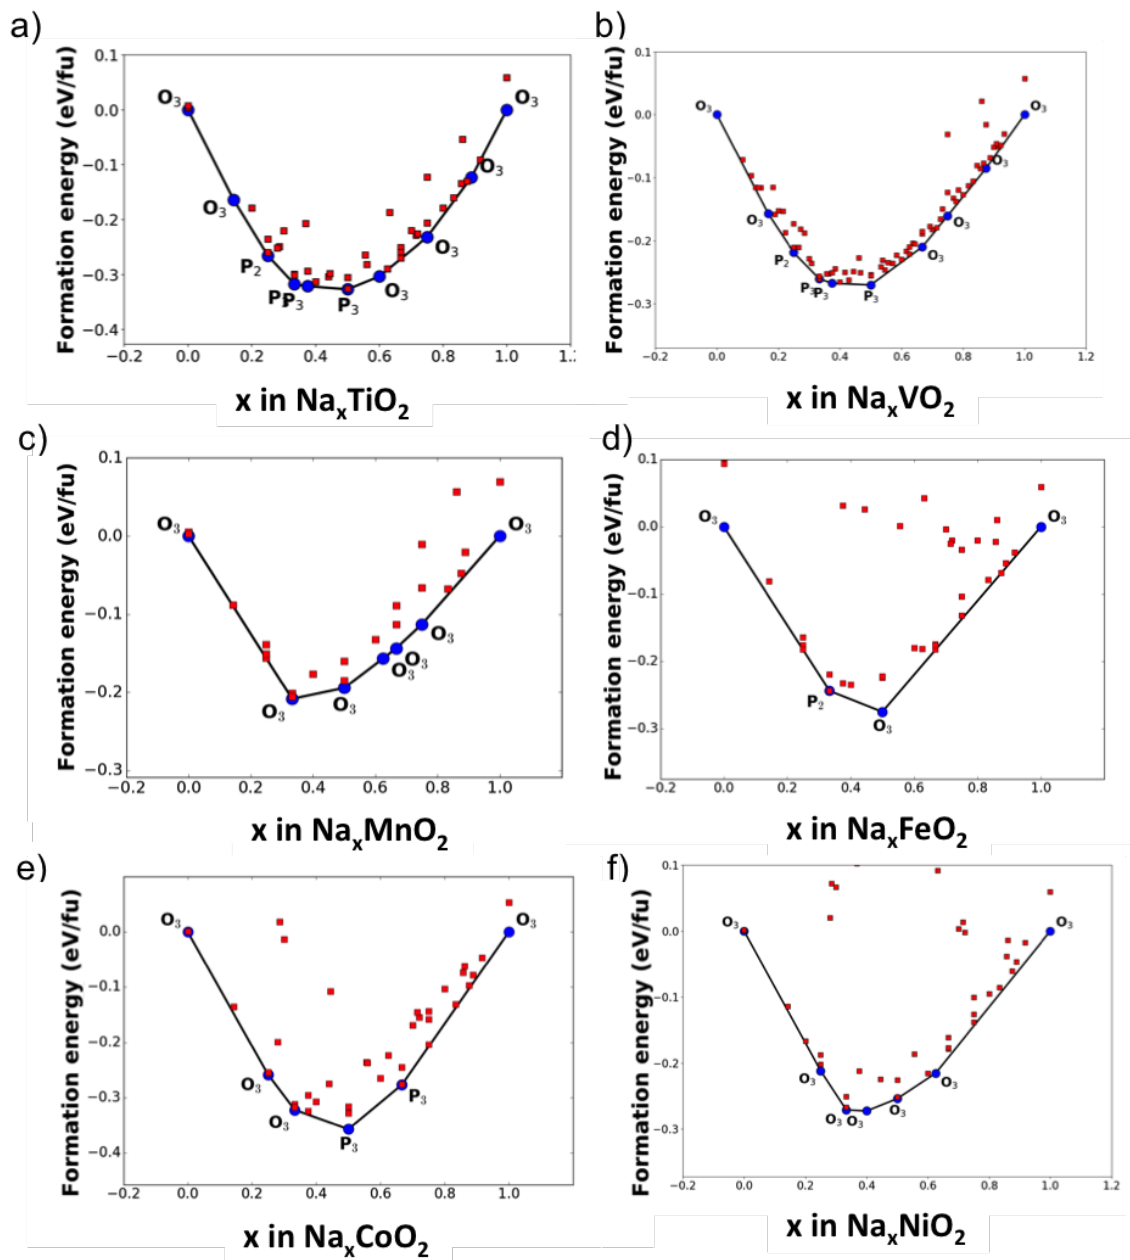 a)
b)
Formation energy (eV/fu)
0.1
0.0
−0.1
−0.2
−0.3
−0.4
O3
O3
O3
O3
P2
P3
P3
O3
O3
−0.2
0.0
0.2
0.4
0.6
0.8
1.0
x in NaxTiO2
Formation energy (eV/fu)
0.1
0.0
−0.1
−0.2
−0.3
O3
O3
O3
O3
O3
P2
P3
P3
P3
O3
−0.2
0.0
0.2
0.4
0.6
0.8
1.0
1.2
x in NaxVO2
c)
d)
Formation energy (eV/fu)
0.1
0.0
−0.1
−0.2
−0.3
O3
O3
O3
O3
O3
O3
O3
−0.2
0.0
0.2
0.4
0.6
0.8
1.0
x in NaxMnO2
Formation energy (eV/fu)
0.1
0.0
−0.1
−0.2
−0.3
O3
O3
P2
O3
−0.2
0.0
0.2
0.4
0.6
0.8
1.0
x in NaxFeO2
e)
f)
Formation energy (eV/fu)
0.0
−0.1
−0.2
−0.3
−0.4
O3
O3
O3
P3
O3
P3
−0.2
0.0
0.2
0.4
0.6
0.8
1.0
x in NaxCoO2
Formation energy (eV/fu)
0.1
0.0
−0.1
−0.2
−0.3
O3
O3
O3
O3
O3
O3
O3
−0.2
0.0
0.2
0.4
0.6
0.8
1.0
1.2
x in NaxNiO2